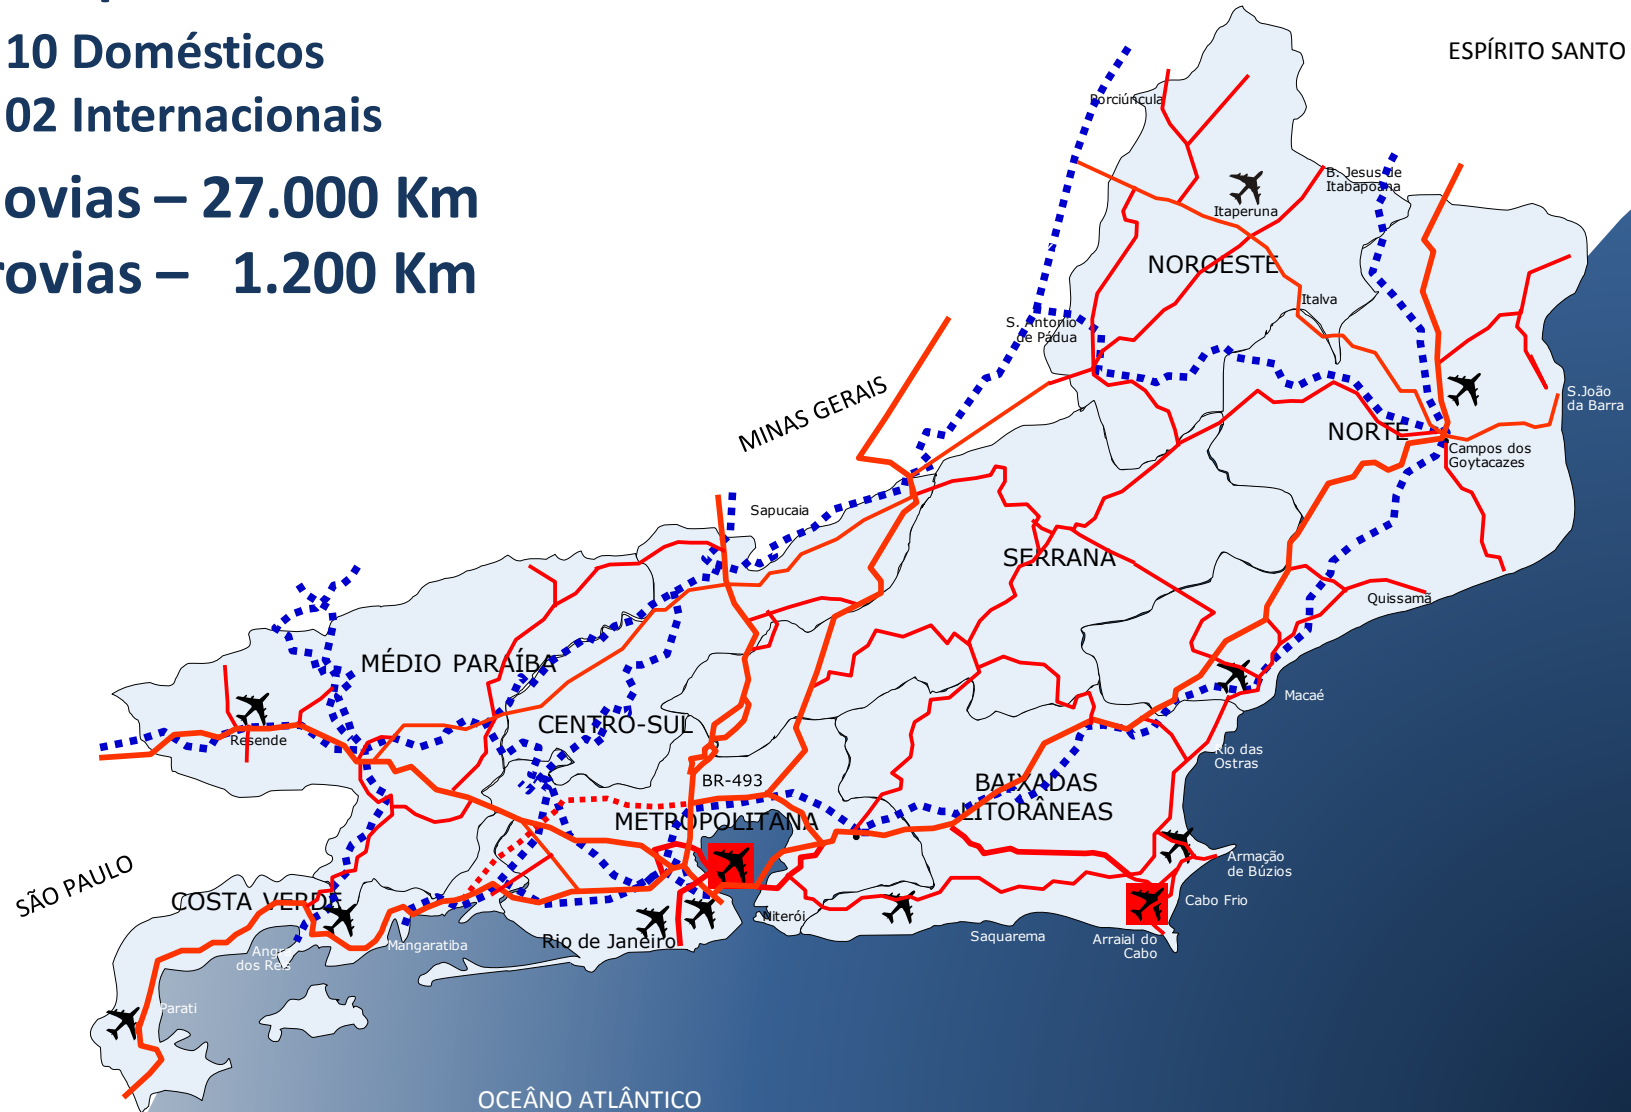 10 Domésticos
02 Internacionais
ovias – 27.000 Km
rovias – 1.200 Km
ESPÍRITO SANTO
Porciúncula
B. Jesus de
Itabapoana
Itaperuna
NOROESTE
Italva
S. Antonio
de Pádua
MINAS GERAIS
S.João
da Barra
NORTE
Campos dos
Goytacazes
Sapucaia
SERRANA
Quissamã
MÉDIO PARAÍBA
Macaé
CENTRO-SUL
Resende
Rio das
Ostras
BR-493
BAIXADAS
LITORÂNEAS
METROPOLITANA
SÃO PAULO
Armação
de Búzios
COSTA VERDE
Cabo Frio
Niterói
Rio de Janeiro
Saquarema
Arraial do
Cabo
Mangaratiba
Angra
dos Reis
Parati
OCEÂNO ATLÂNTICO